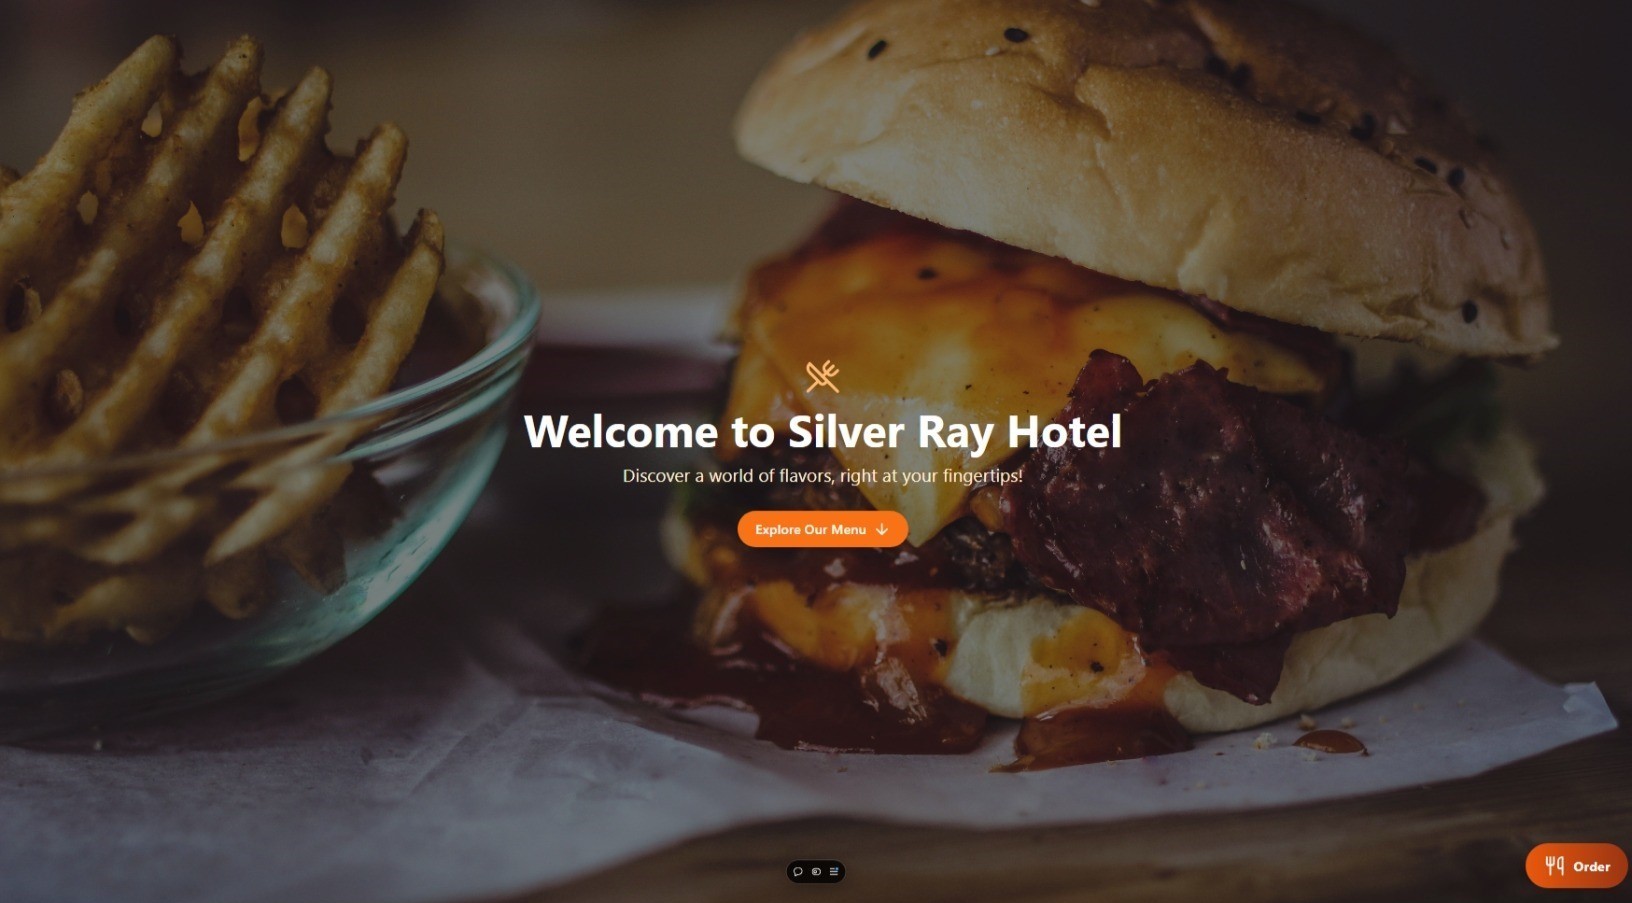 Welcome to Silver Ray Hotel
Discover a world of flavors, right at your fingertips!
Explore Our Menu
Order